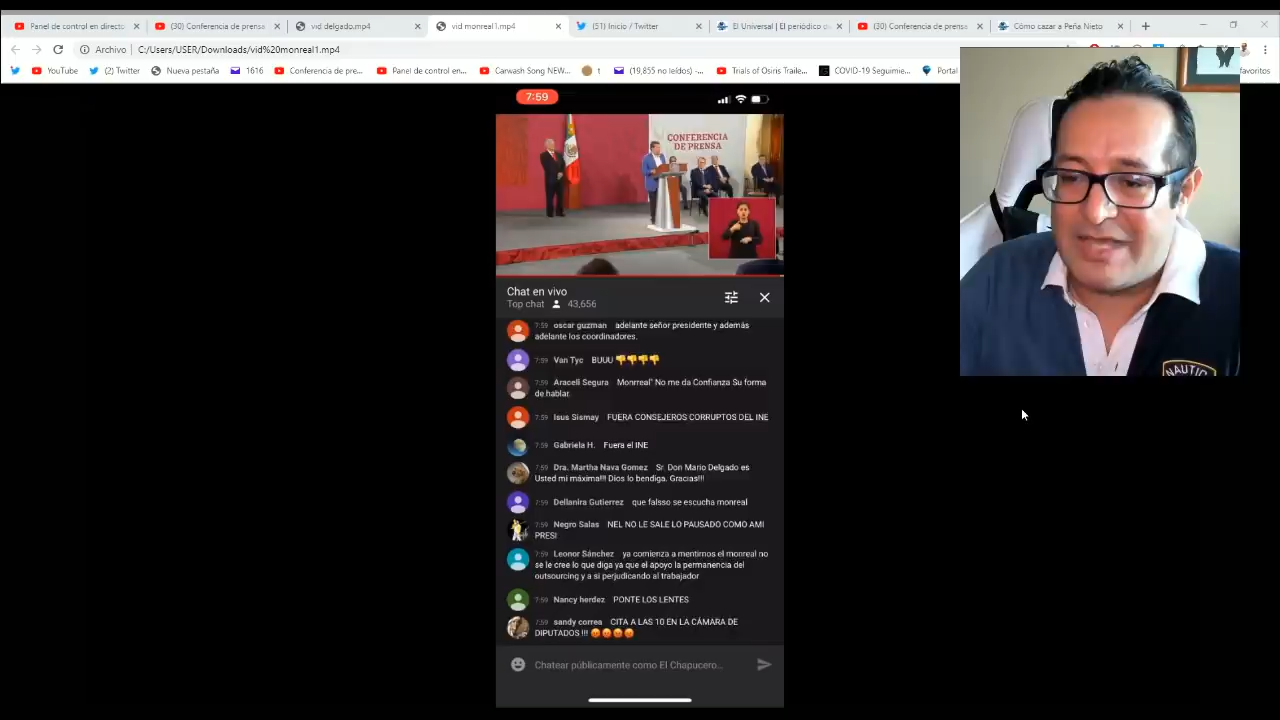 Panel de control en directo
(30) Conferencia de prensa
vid delgado.mp4
vid monreal1.mp4
(51) Inicio / Twitter
El Universal | El periódico de
(30) Conferencia de prensa
Cómo cazar a Peña Nieto
Archivo
C:/Users/USER/Downloads/vid%20monreal1.mp4
YouTube
(2) Twitter
Nueva pestaña
1616
Conferencia de pre...
Panel de control en...
Carwash Song NEW...
t
(19,855 no leídos) -...
Trials of Osiris Traile...
COVID-19 Seguimie...
Portal
favoritos
7:59
CONFERENCIA
DE PRENSA
Chat en vivo
Top chat 43,656
7:59 oscar guzman adelante señor presidente y además
adelante los coordinadores.
7:59 Van Tyc BUUU 👎👎👎👎
7:59 Araceli Segura Monrreal" No me da Confianza Su forma
de hablar.
7:59 Isus Sismay FUERA CONSEJEROS CORRUPTOS DEL INE
7:59 Gabriela H. Fuera el INE
7:59 Dra. Martha Nava Gomez Sr. Don Mario Delgado es
Usted mi máxima!!! Dios lo bendiga. Gracias!!!
7:59 Dellanira Gutierrez que falsso se escucha monreal
7:59 Negro Salas NEL NO LE SALE LO PAUSADO COMO AMI
PRESI
7:59 Leonor Sánchez ya comienza a mentirnos el monreal no
se le cree lo que diga ya que el apoyo la permanencia del
outsourcing y a si perjudicando al trabajador
7:59 Nancy herdez PONTE LOS LENTES
7:59 sandy correa CITA A LAS 10 EN LA CÁMARA DE
DIPUTADOS !!! 😡😡😡😡
Chatear públicamente como El Chapucero...
NAUTIC